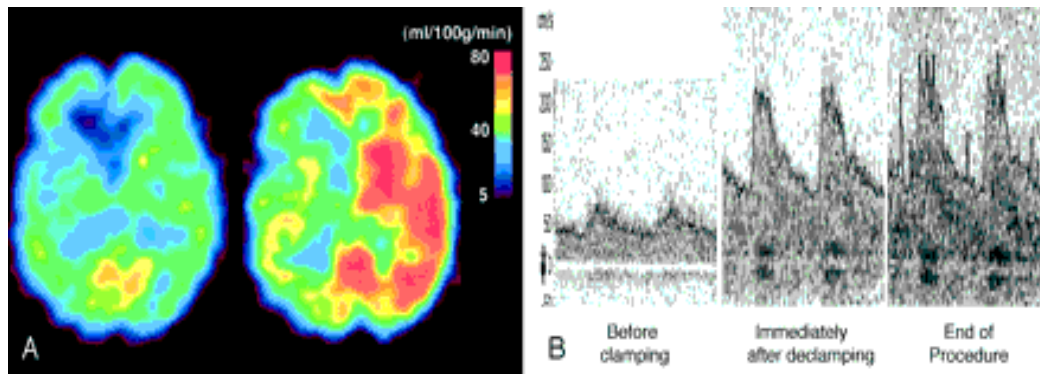 (ml/100g/min)
80
40
5
A
B
Before
clamping
Immediately
after declamping
End of
Procedure